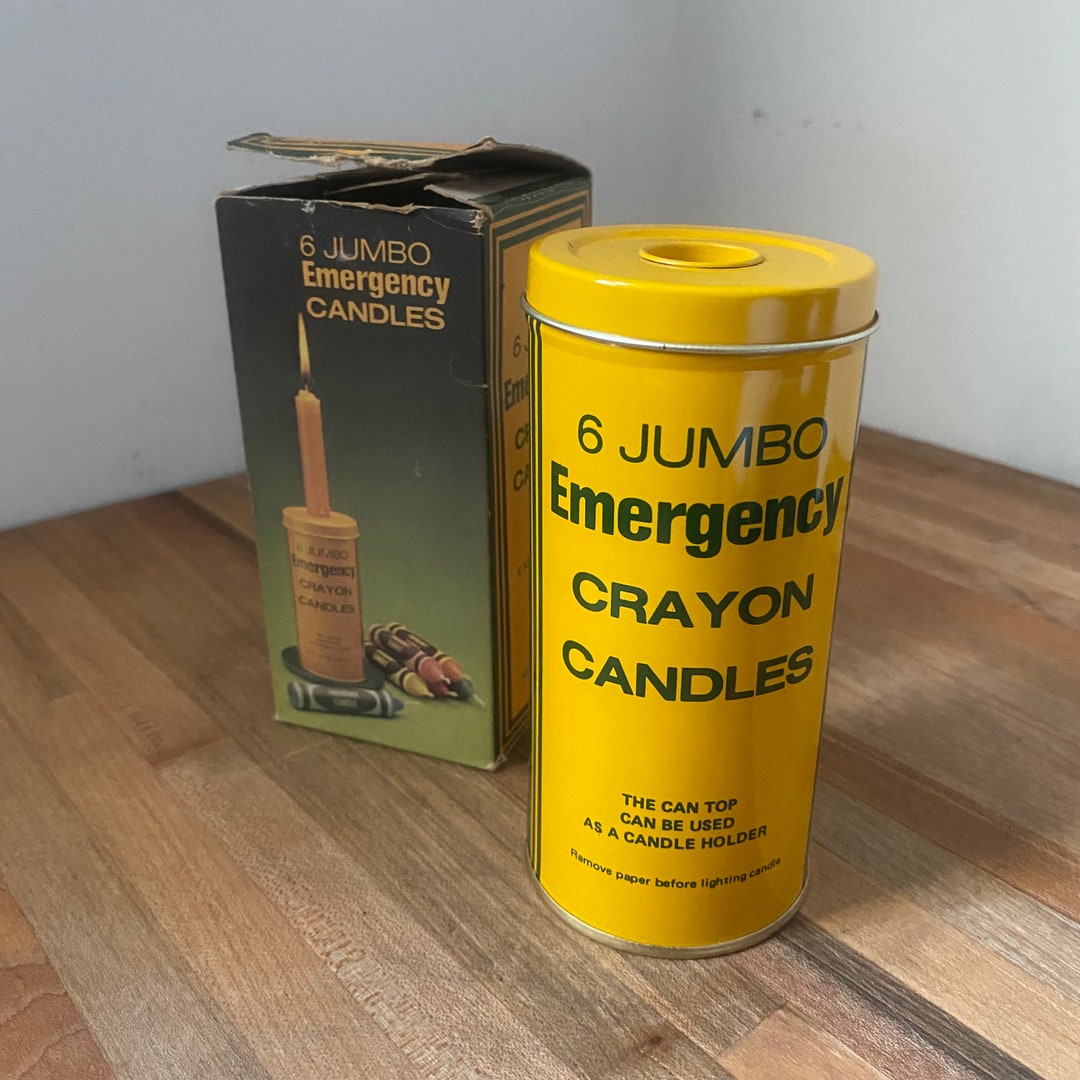 6 JUMBO
Emergency
CANDLES
6 JUMBO
Emergency
CRAYON
CANDLES
6 JUMBO
Emergency
CRAYON
CANDLES
THE CAN TOP
CAN BE USED
AS A CANDLE HOLDER
Remove paper before lighting candle